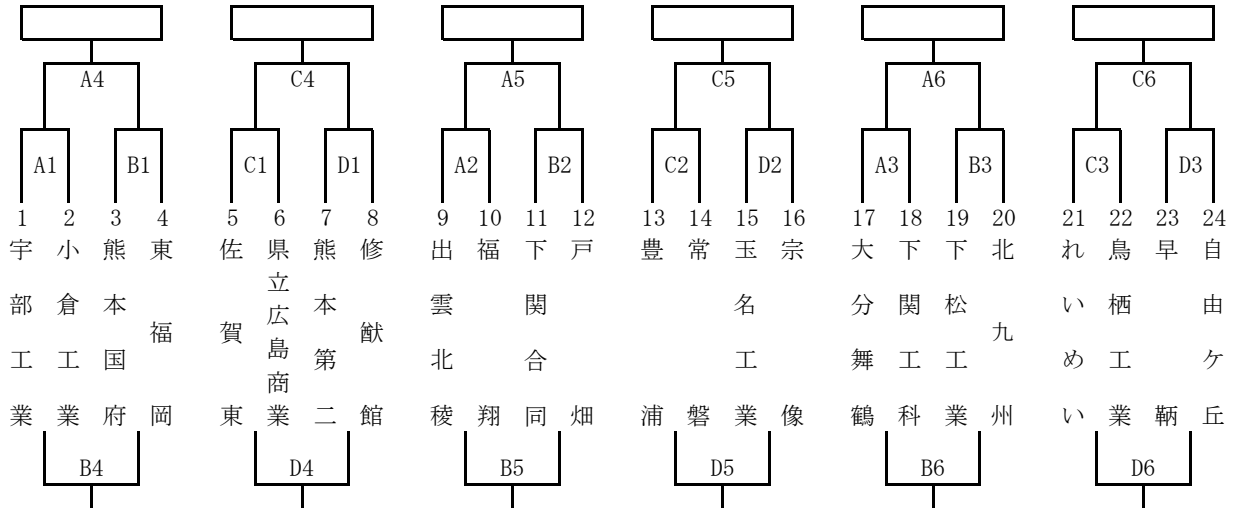 A4 C4 A5 C5 A6 C6
A1 B1 C1 D1 A2 B2 C2 D2 A3 B3 C3 D3
1 2 3 4 5 6 7 8 9 10 11 12 13 14 15 16 17 18 19 20 21 22 23 24
宇部工業
小倉工業
熊本国府
東福岡
佐賀東
県立広島商業
熊本第二
修猷館
出雲北稜
福翔
下関合同
戸畑
豊浦
常磐
玉名工業
宗像
大分舞鶴
下関工科
下松工業
北九州
れいめい
鳥栖工業
早鞆
自由ケ丘
B4 D4 B5 D5 B6 D6